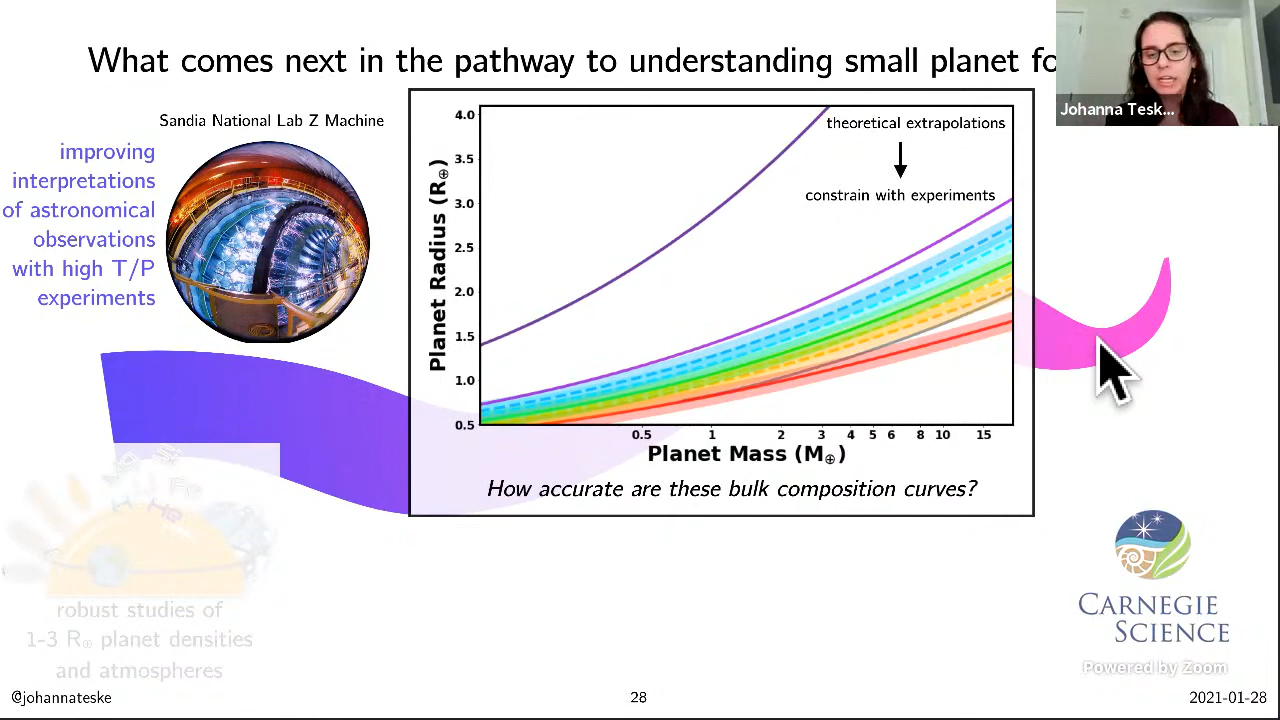 What comes next in the pathway to understanding small planet fo
Johanna Tesk...
Sandia National Lab Z Machine
improving
interpretations
of astronomical
observations
with high T/P
experiments
theoretical extrapolations
constrain with experiments
Planet Radius (R⊕)
4.0
3.5
3.0
2.5
2.0
1.5
1.0
0.5
0.5 1 2 3 4 5 6 8 10 15
Planet Mass (M⊕)
How accurate are these bulk composition curves?
H He
robust studies of
1-3 R⊕ planet densities
and atmospheres
CARNEGIE
SCIENCE
Powered by Zoom
@johannateske
28
2021-01-28